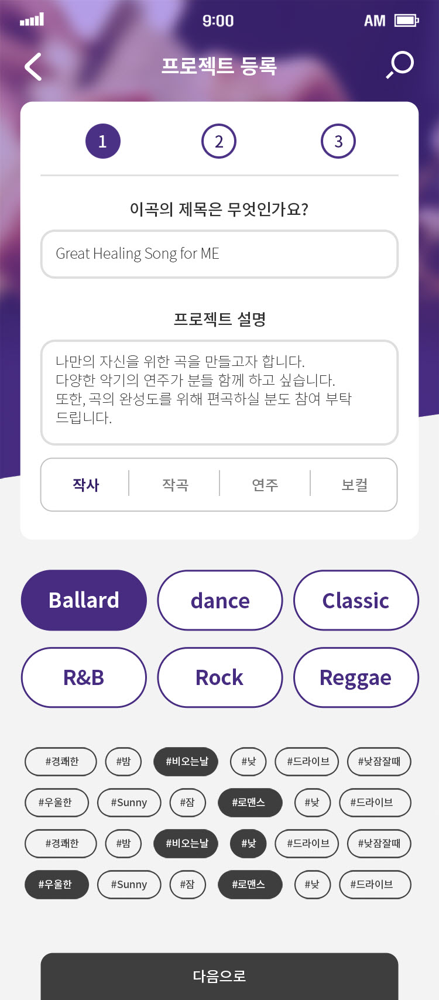 9:00 AM
프로젝트 등록
1 2 3
이곡의 제목은 무엇인가요?
Great Healing Song for ME
프로젝트 설명
나만의 자신을 위한 곡을 만들고자 합니다.
다양한 악기의 연주가 분들 함께 하고 싶습니다.
또한, 곡의 완성도를 위해 편곡하실 분도 참여 부탁
드립니다.
작사 작곡 연주 보컬
Ballard dance Classic
R&B Rock Reggae
#경쾌한 #밤 #비오는날 #낮 #드라이브 #낮잠잘때
#우울한 #Sunny #잠 #로맨스 #낮 #드라이브
#경쾌한 #밤 #비오는날 #낮 #드라이브 #낮잠잘때
#우울한 #Sunny #잠 #로맨스 #낮 #드라이브
다음으로